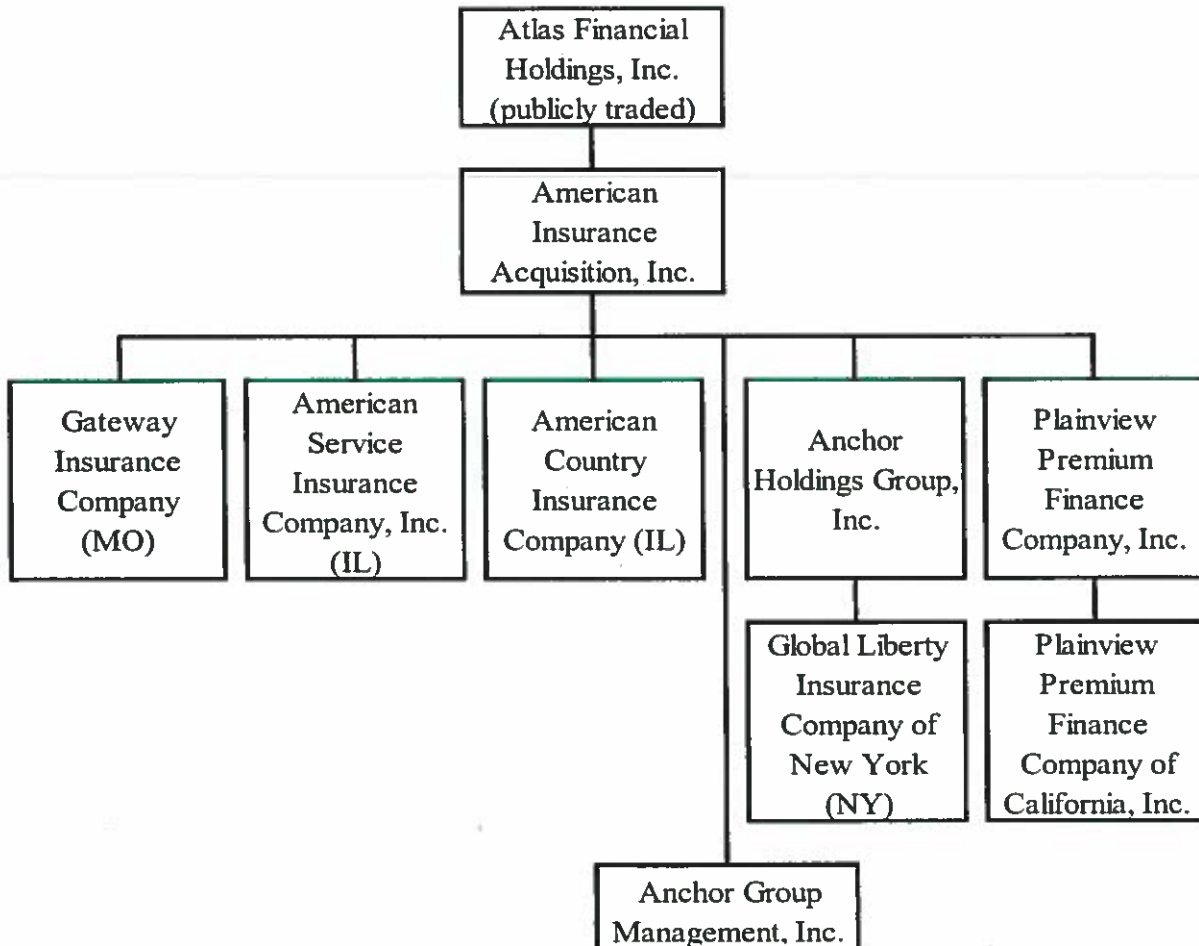 Atlas Financial
Holdings, Inc.
(publicly traded)
American
Insurance
Acquisition, Inc.
Gateway
Insurance
Company
(MO)
American
Service
Insurance
Company, Inc.
(IL)
American
Country
Insurance
Company (IL)
Anchor
Holdings Group,
Inc.
Plainview
Premium
Finance
Company, Inc.
Global Liberty
Insurance
Company of
New York
(NY)
Plainview
Premium
Finance
Company of
California, Inc.
Anchor Group
Management, Inc.